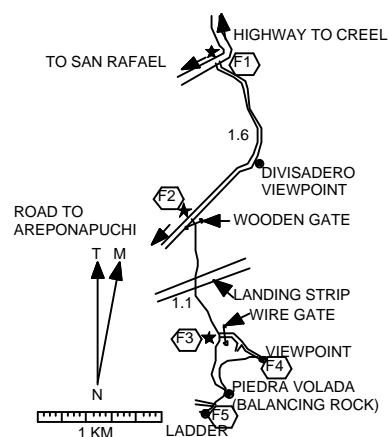 HIGHWAY TO CREEL
TO SAN RAFAEL
F1
1.6
DIVISADERO
VIEWPOINT
F2
ROAD TO
AREPONAPUCHI
WOODEN GATE
T M
LANDING STRIP
1.1
WIRE GATE
F3
VIEWPOINT
F4
N
PIEDRA VOLADA
(BALANCING ROCK)
F5
1 KM
LADDER